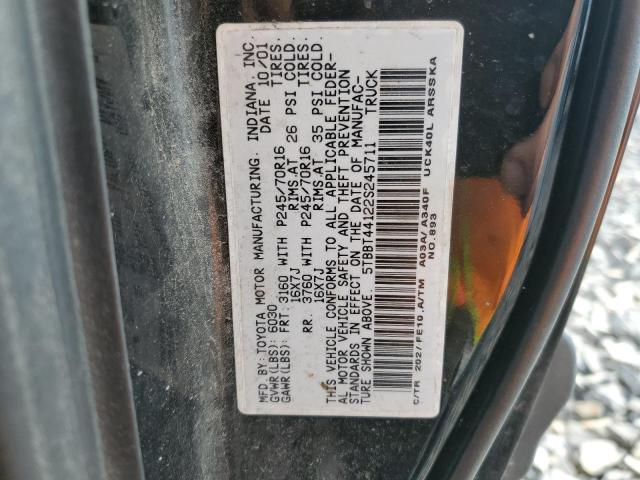 MFD.BY: TOYOTA MOTOR MANUFACTURING. INDIANA, INC.
GVWR(LBS): 6030 DATE 10/01
GAWR(LBS): FRT: 3160 WITH P245/70R16 TIRES.
16X7J RIMS.AT 26 PSI COLD.
RR. 3760 WITH P245/70R16 TIRES:
16X7J RIMS.AT 35 PSI COLD.
THIS VEHICLE CONFORMS TO ALL APPLICABLE FEDER-
AL MOTOR VEHICLE SAFETY AND THEFT PREVENTION
STANDARDS IN EFFECT ON THE DATE OF MANUFAC-
TURE SHOWN ABOVE. 5TBBT44122S245711 TRUCK
C/TR 202/FE10.A/TM A03A/A340F UCK40L ARSSKA
NO.893